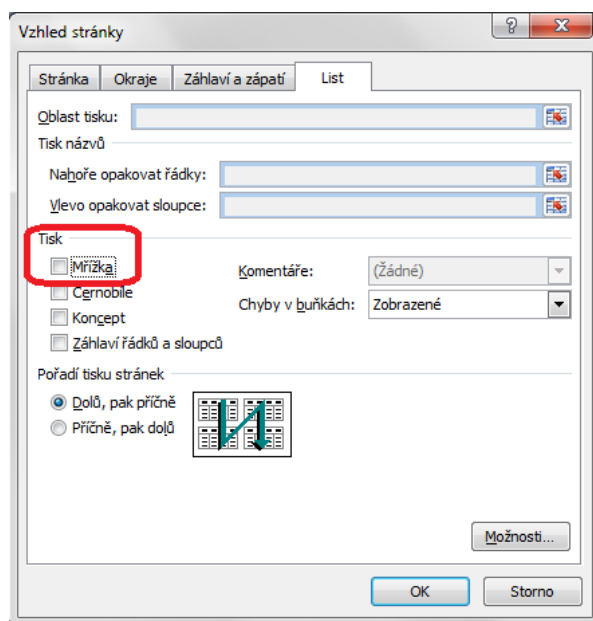 Vzhled stránky
Stránka Okraje Záhlaví a zápatí List
Oblast tisku:
Tisk názvů
Nahoře opakovat řádky:
Vlevo opakovat sloupce:
Tisk
Mřížka
Komentáře: (Žádné)
Černobíle
Chyby v buňkách: Zobrazené
Koncept
Záhlaví řádků a sloupců
Pořadí tisku stránek
Dolů, pak příčně
Příčně, pak dolů
Možnosti...
OK Storno